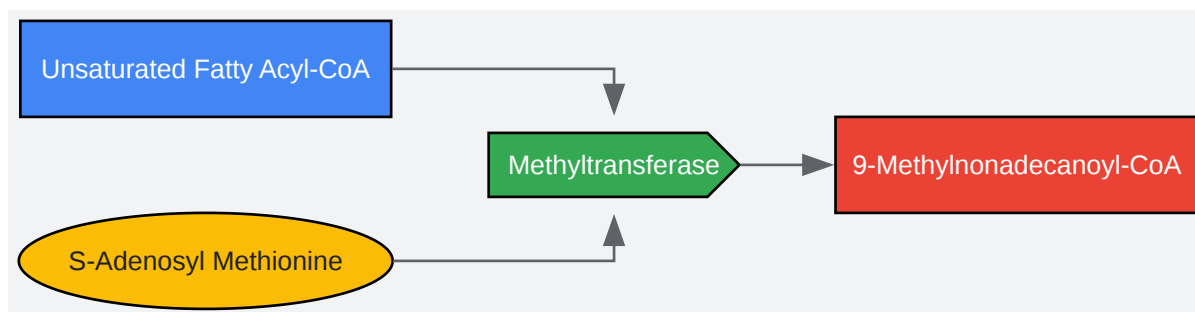 Unsaturated Fatty Acyl-CoA
Methyltransferase
9-Methylnonadecanoyl-CoA
S-Adenosyl Methionine